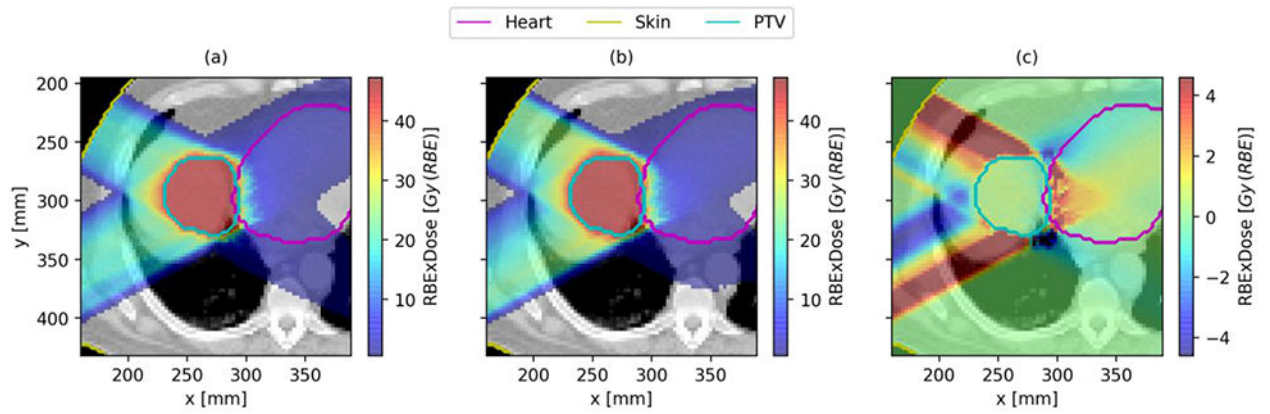 Heart Skin PTV
(a) (b) (c)
200
250
300
350
400
y [mm]
200 250 300 350
x [mm]
40
30
20
10
RBExDose [Gy (RBE)]
200 250 300 350
x [mm]
40
30
20
10
RBExDose [Gy (RBE)]
200 250 300 350
x [mm]
4
2
0
−2
−4
RBExDose [Gy (RBE)]